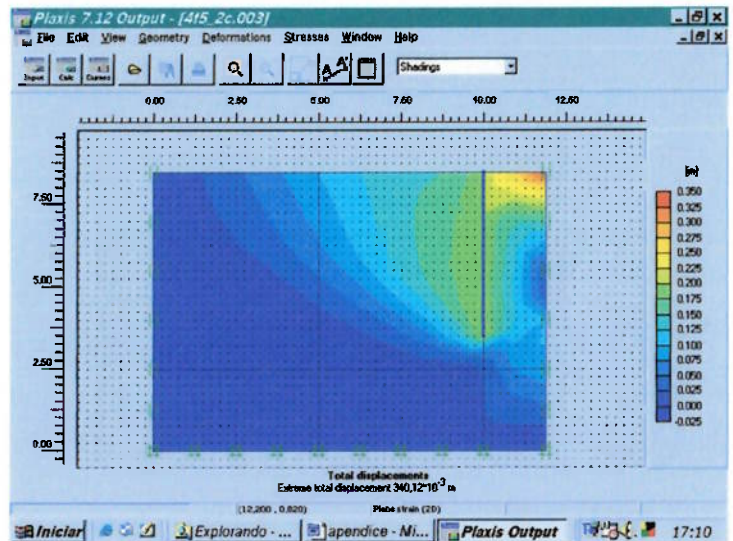 Plaxis 7.12 Output - [4f5_2c.003]
File Edit View Geometry Deformations Stresses Window Help
Input Calc Curves Shadings
0.00 2.50 5.00 7.50 10.00 12.50
7.50
5.00
2.50
0.00
[m]
0.350
0.325
0.300
0.275
0.250
0.225
0.200
0.175
0.150
0.125
0.100
0.075
0.050
0.025
0.000
-0.025
Total displacements
Extreme total displacement 340,12*10^-3 m
(12,200 , 0,820) Plane strain (2D)
Iniciar Explorando - ... apendice - Mi... Plaxis Output 17:10